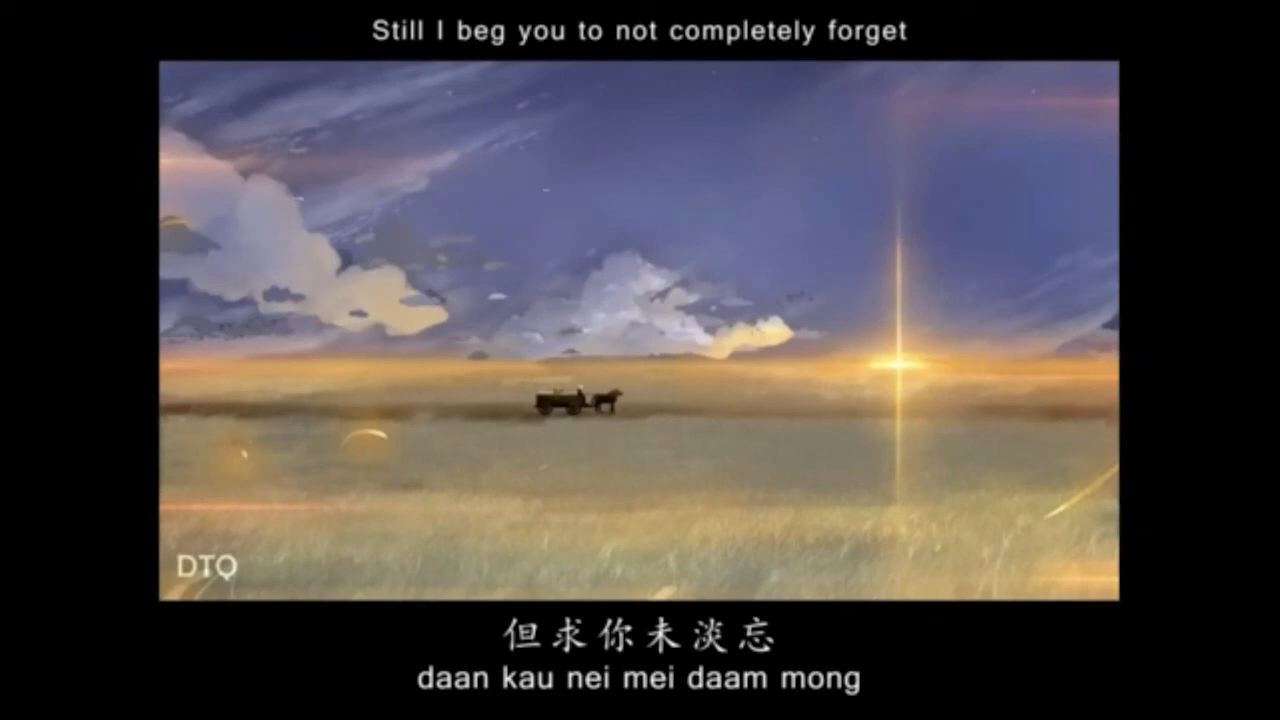 Still I beg you to not completely forget
DTQ
但求你未淡忘
daan kau nei mei daam mong